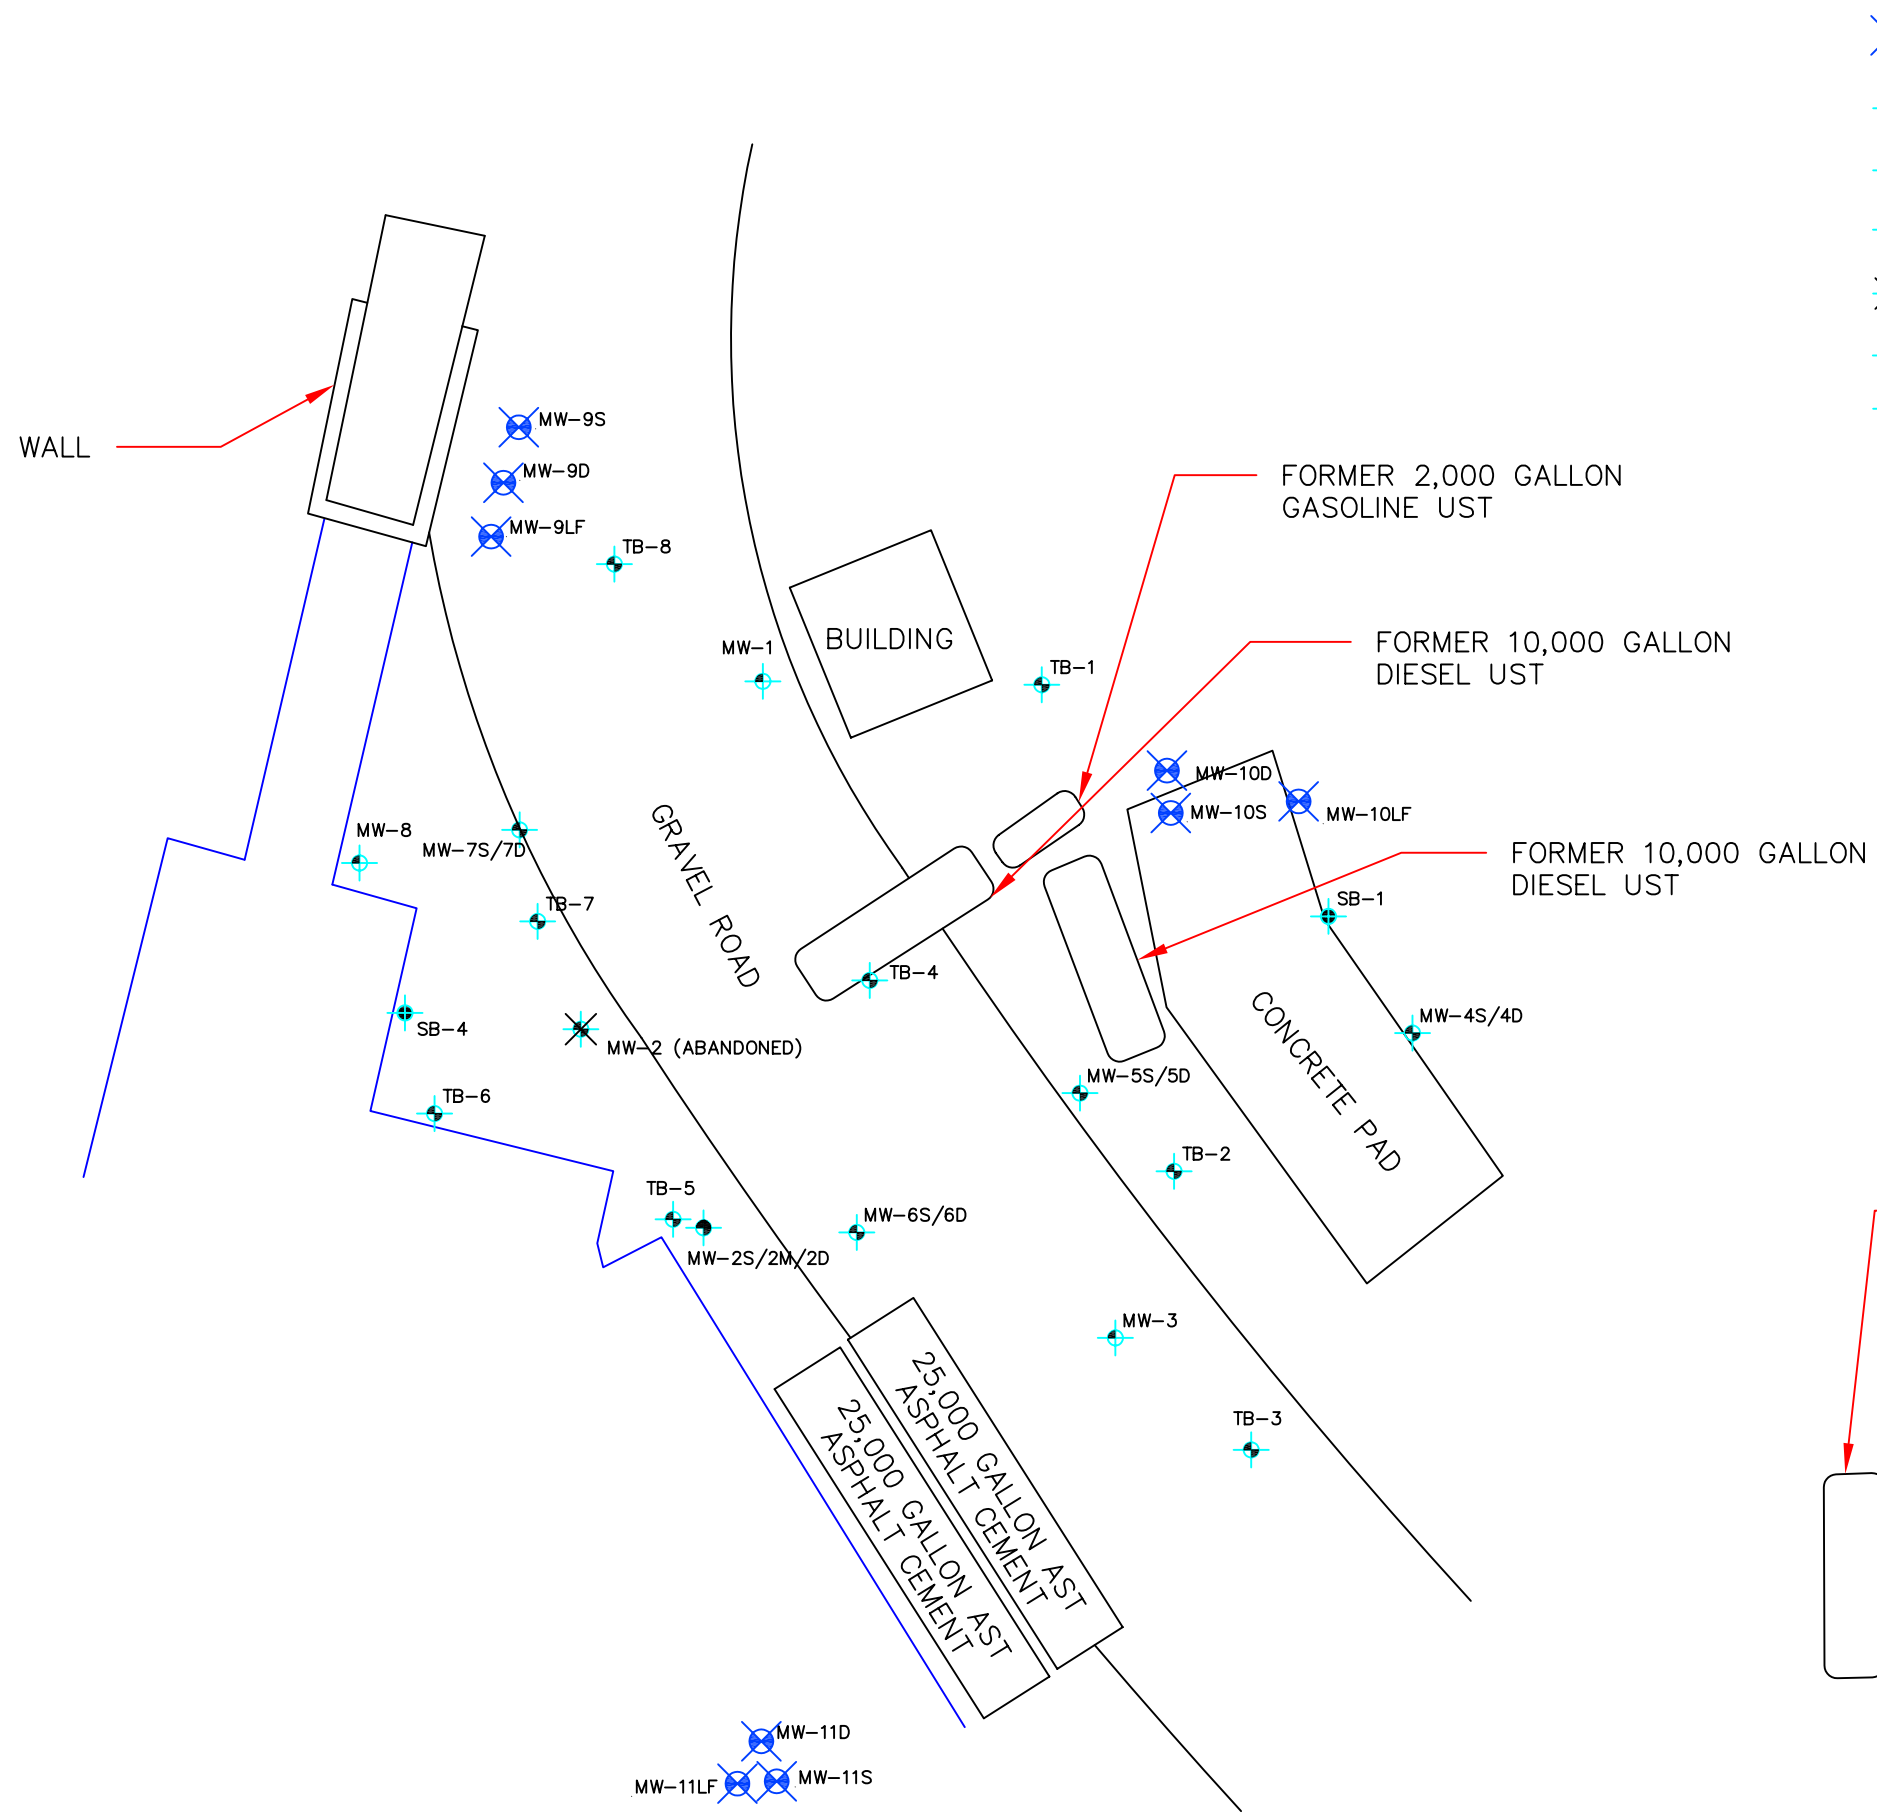 MW-9S
WALL
MW-9D
FORMER 2,000 GALLON
GASOLINE UST
MW-9LF
TB-8
BUILDING
FORMER 10,000 GALLON
DIESEL UST
MW-1
TB-1
MW-10D
MW-10S
MW-10LF
MW-8
MW-7S/7D
GRAVEL ROAD
FORMER 10,000 GALLON
DIESEL UST
TB-7
SB-1
TB-4
SB-4
MW-2 (ABANDONED)
MW-4S/4D
CONCRETE PAD
MW-5S/5D
TB-6
TB-2
TB-5
MW-6S/6D
MW-2S/2M/2D
MW-3
TB-3
25,000 GALLON AST
ASPHALT CEMENT
25,000 GALLON AST
ASPHALT CEMENT
MW-11D
MW-11LF
MW-11S